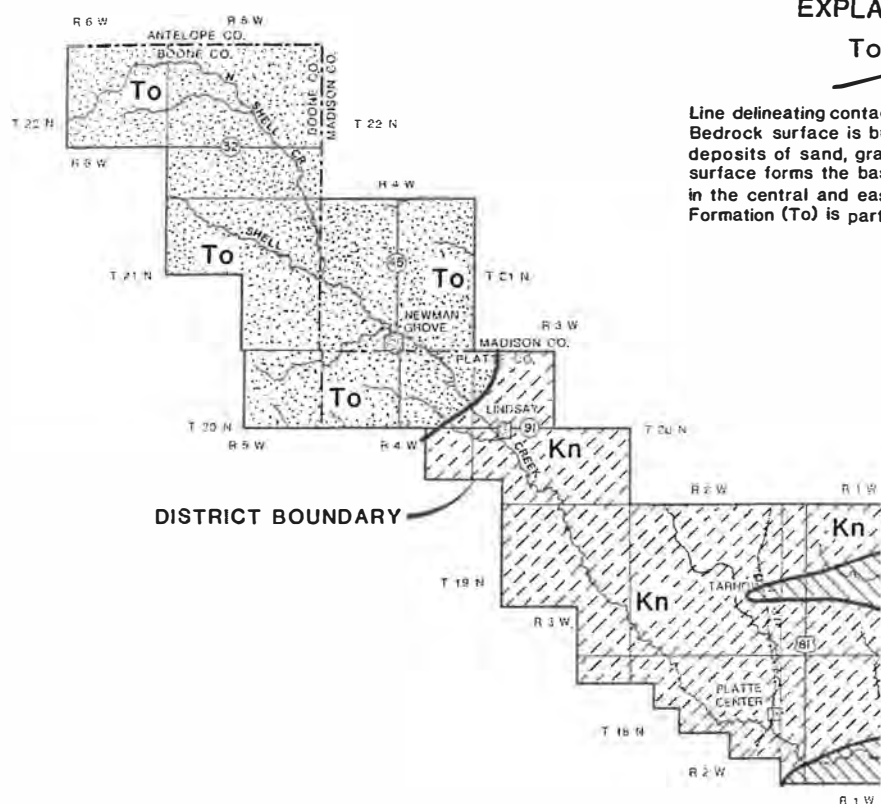 EXPLA
To
Line delineating contac
Bedrock surface is b
deposits of sand, gra
surface forms the bas
in the central and eas
Formation (To) is part
R 6 W
R 5 W
ANTELOPE CO.
BOONE CO.
BOONE CO.
MADISON CO.
To
N
SHELL
CR.
T 22 N
T 22 N
32
R 6 W
R 4 W
SHELL
To
45
To
T 21 N
T 21 N
NEWMAN
GROVE
R 3 W
MADISON CO.
PLATTE CO.
To
LINDSAY
91
T 20 N
R 5 W
R 4 W
T 20 N
CREEK
Kn
DISTRICT BOUNDARY
R 2 W
R 1 W
Kn
T 19 N
TARNOV
Kn
R 3 W
81
PLATTE
CENTER
T 18 N
R 2 W
R 1 W